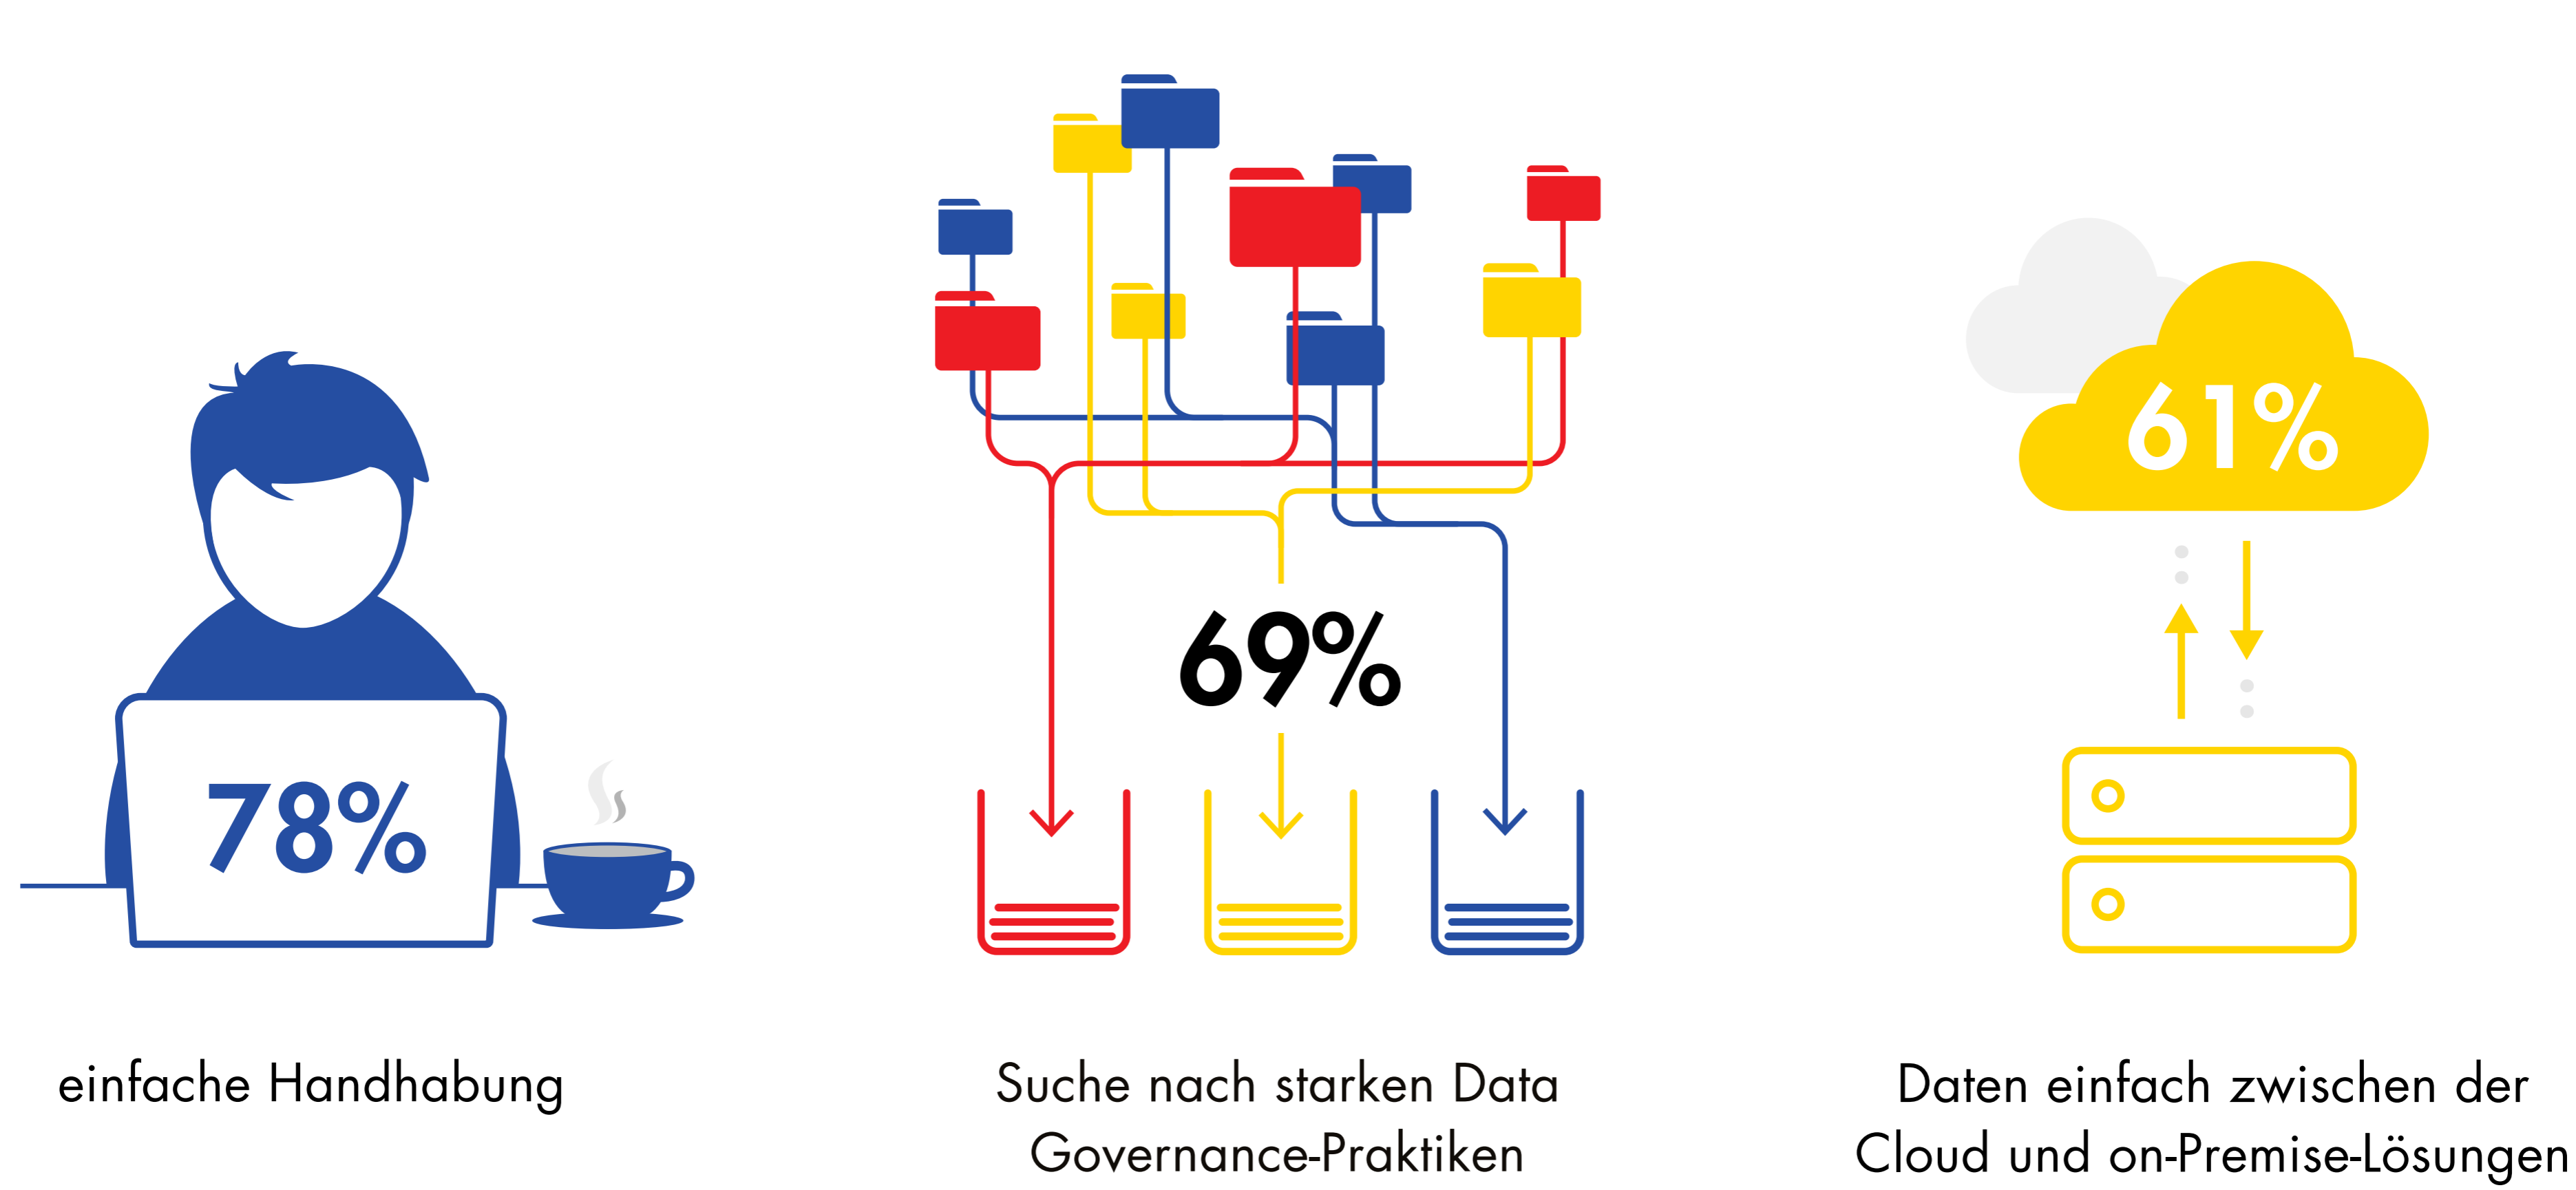 78%
einfache Handhabung
69%
Suche nach starken Data
Governance-Praktiken
61%
Daten einfach zwischen der
Cloud und on-Premise-Lösungen